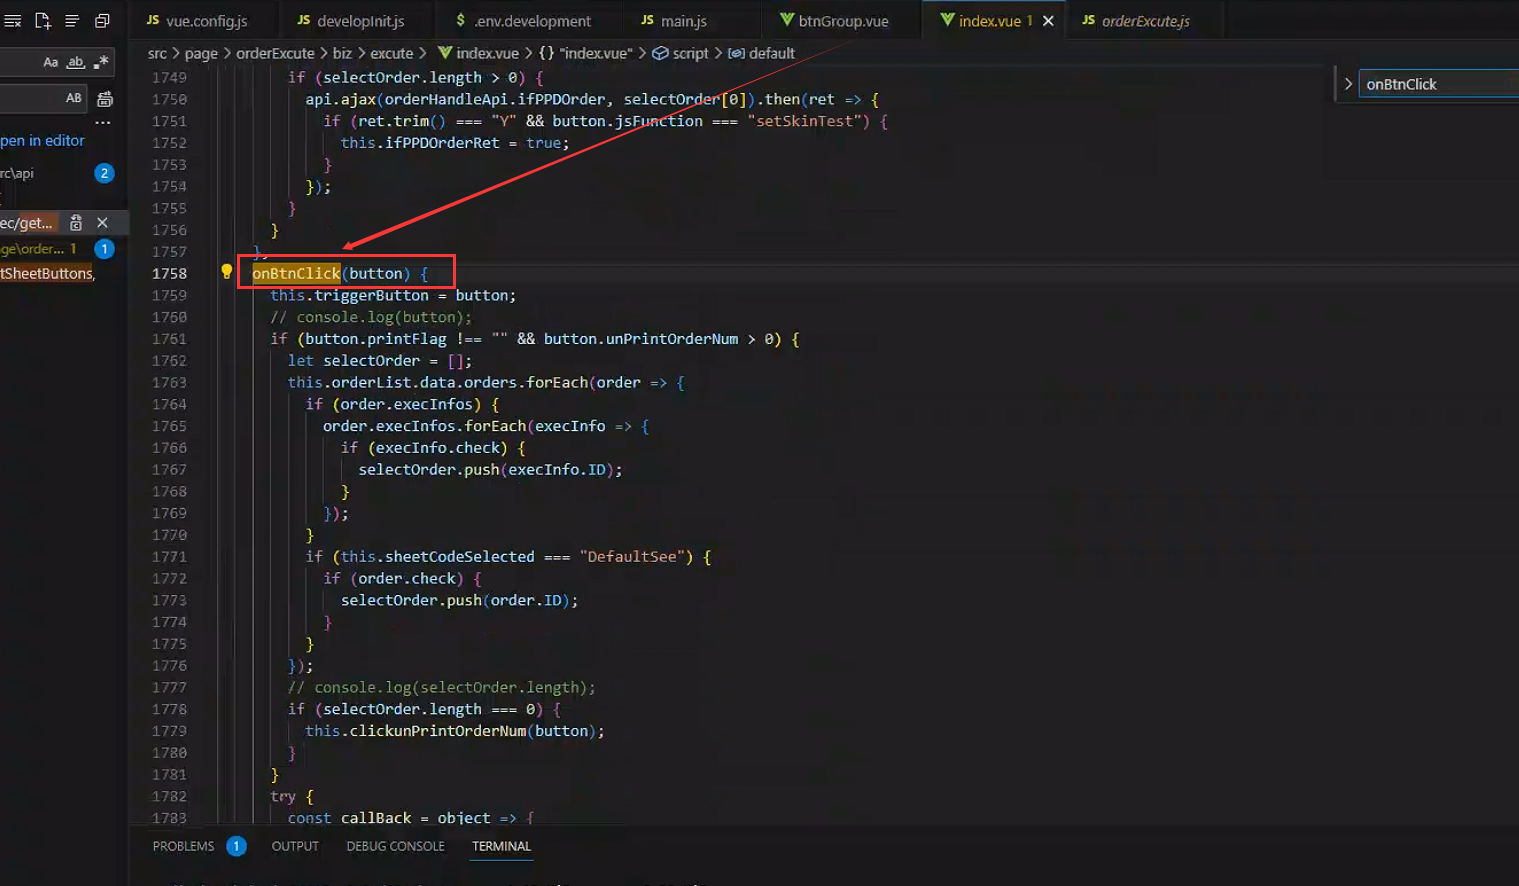 JS vue.config.js JS developInit.js $ .env.development JS main.js btnGroup.vue index.vue 1 JS orderExcute.js
src > page > orderExcute > biz > excute > index.vue > {} "index.vue" > script > default
Aa ab
AB
...
pen in editor
rc\api 2
ec/get...
ge\order... 1 1
tSheetButtons,
> onBtnClick
1749 if (selectOrder.length > 0) {
1750 api.ajax(orderHandleApi.ifPPDOrder, selectOrder[0]).then(ret => {
1751 if (ret.trim() === "Y" && button.jsFunction === "setSkinTest") {
1752 this.ifPPDOrderRet = true;
1753 }
1754 });
1755 }
1756 }
1757 },
1758 onBtnClick(button) {
1759 this.triggerButton = button;
1760 // console.log(button);
1761 if (button.printFlag !== "" && button.unPrintOrderNum > 0) {
1762 let selectOrder = [];
1763 this.orderList.data.orders.forEach(order => {
1764 if (order.execInfos) {
1765 order.execInfos.forEach(execInfo => {
1766 if (execInfo.check) {
1767 selectOrder.push(execInfo.ID);
1768 }
1769 });
1770 }
1771 if (this.sheetCodeSelected === "DefaultSee") {
1772 if (order.check) {
1773 selectOrder.push(order.ID);
1774 }
1775 }
1776 });
1777 // console.log(selectOrder.length);
1778 if (selectOrder.length === 0) {
1779 this.clickunPrintOrderNum(button);
1780 }
1781 }
1782 try {
1783 const callBack = object => {
PROBLEMS 1 OUTPUT DEBUG CONSOLE TERMINAL